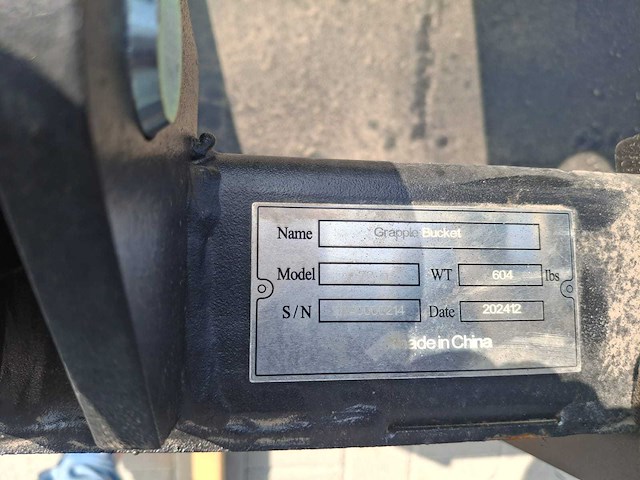 Name Grapple Bucket
Model WT 604 lbs
S/N Date 202412
Made in China